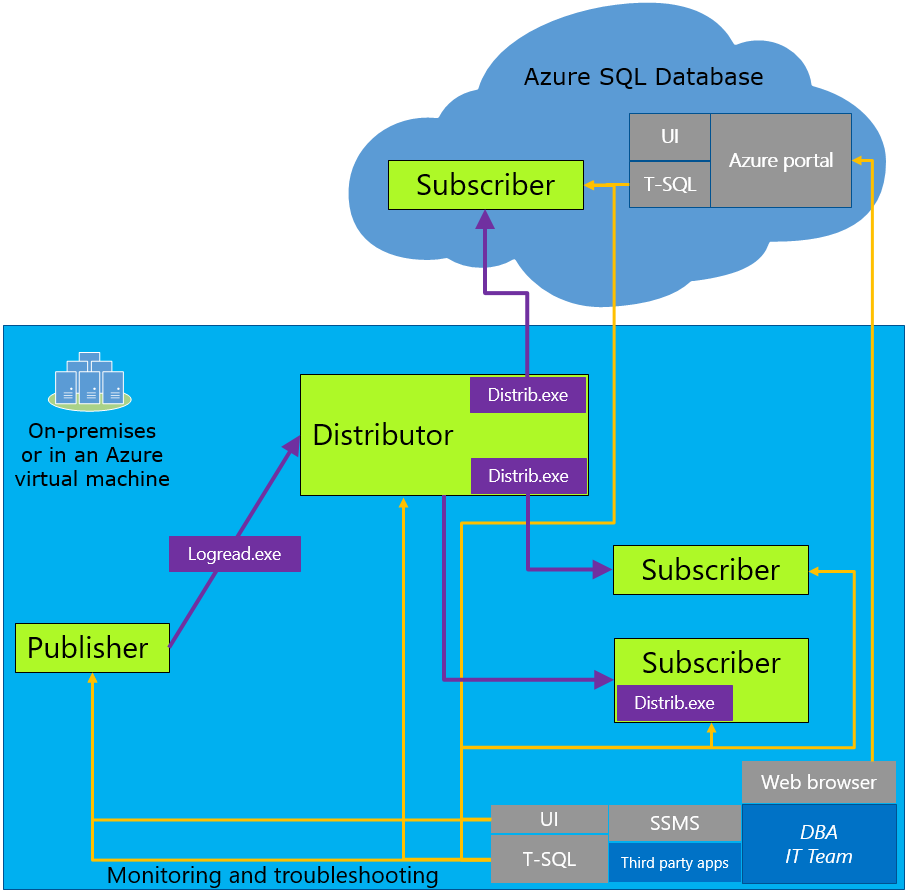 Azure SQL Database
UI
Azure portal
T-SQL
Subscriber
On-premises
or in an Azure
virtual machine
Distrib.exe
Distributor
Distrib.exe
Logread.exe
Subscriber
Publisher
Subscriber
Distrib.exe
Web browser
UI
SSMS
T-SQL
Third party apps
DBA
IT Team
Monitoring and troubleshooting